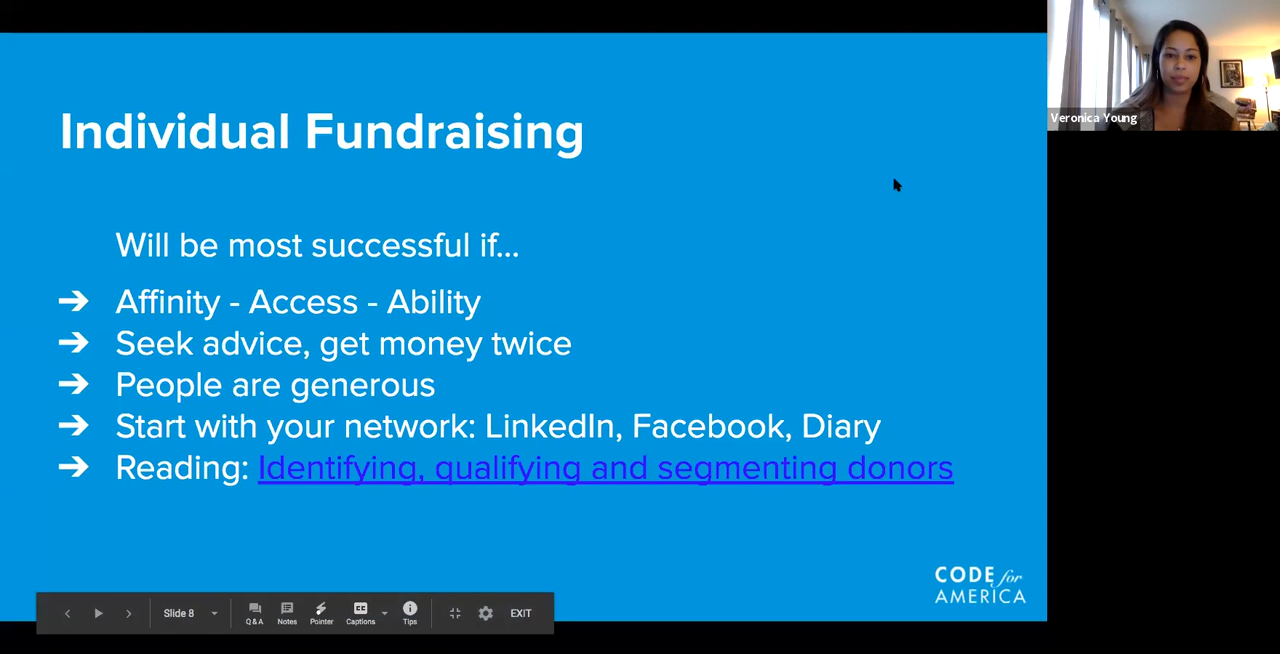 Individual Fundraising
Will be most successful if...
➔ Affinity - Access - Ability
➔ Seek advice, get money twice
➔ People are generous
➔ Start with your network: LinkedIn, Facebook, Diary
➔ Reading: Identifying, qualifying and segmenting donors
CODE for
AMERICA
Slide 8
Q & A
Notes
Pointer
CC
Captions
Tips
EXIT
Veronica Young